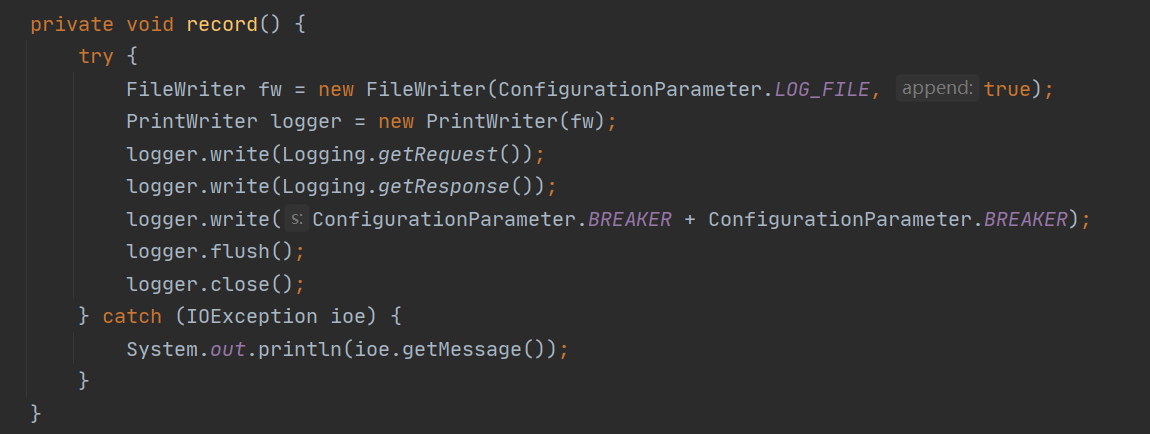 private void record() {
try {
FileWriter fw = new FileWriter(ConfigurationParameter.LOG_FILE, append: true);
PrintWriter logger = new PrintWriter(fw);
logger.write(Logging.getRequest());
logger.write(Logging.getResponse());
logger.write( s: ConfigurationParameter.BREAKER + ConfigurationParameter.BREAKER);
logger.flush();
logger.close();
} catch (IOException ioe) {
System.out.println(ioe.getMessage());
}
}